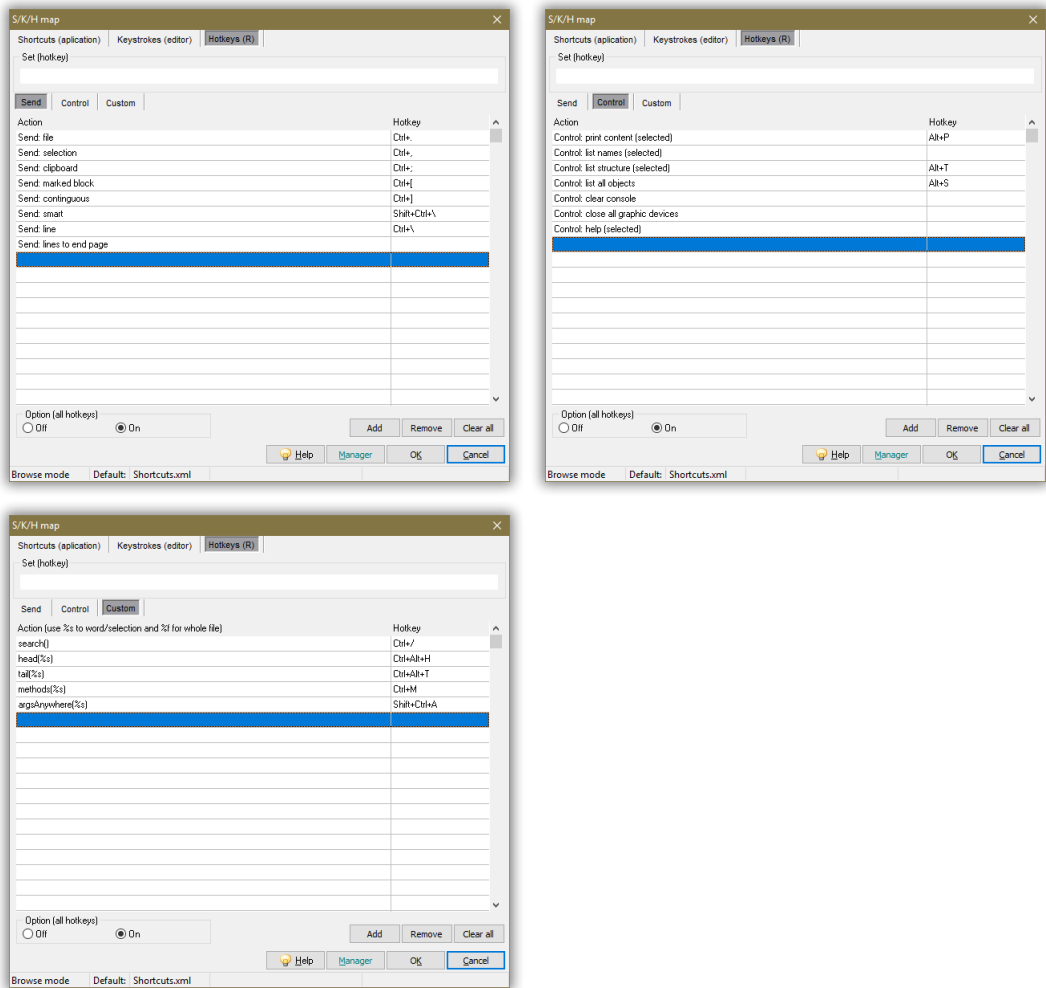 S/K/H map
Shortcuts (aplication) Keystrokes (editor) Hotkeys (R)
Set (hotkey)
Send Control Custom
Action Hotkey
Send: file Ctrl+.
Send: selection Ctrl+,
Send: clipboard Ctrl+;
Send: marked block Ctrl+[
Send: continguous Ctrl+]
Send: smart Shift+Ctrl+\
Send: line Ctrl+\
Send: lines to end page
Option (all hotkeys)
Off On Add Remove Clear all
Help Manager OK Cancel
Browse mode Default: Shortcuts.xml
S/K/H map
Shortcuts (aplication) Keystrokes (editor) Hotkeys (R)
Set (hotkey)
Send Control Custom
Action Hotkey
Control: print content (selected) Alt+P
Control: list names (selected)
Control: list structure (selected) Alt+T
Control: list all objects Alt+S
Control: clear console
Control: close all graphic devices
Control: help (selected)
Option (all hotkeys)
Off On Add Remove Clear all
Help Manager OK Cancel
Browse mode Default: Shortcuts.xml
S/K/H map
Shortcuts (aplication) Keystrokes (editor) Hotkeys (R)
Set (hotkey)
Send Control Custom
Action (use %s to word/selection and %f for whole file) Hotkey
search() Ctrl+/
head(%s) Ctrl+Alt+H
tail(%s) Ctrl+Alt+T
methods(%s) Ctrl+M
argsAnywhere(%s) Shift+Ctrl+A
Option (all hotkeys)
Off On Add Remove Clear all
Help Manager OK Cancel
Browse mode Default: Shortcuts.xml